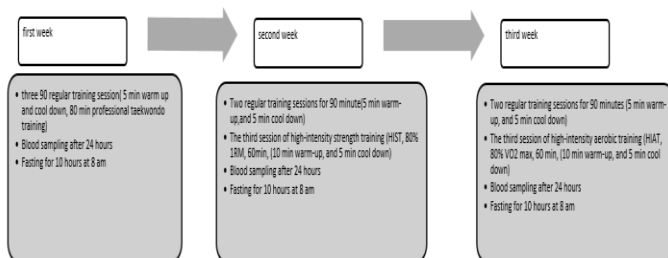 first week
second week
third week
• three 90 regular training session( 5 min warm up
and cool down, 80 min professional taekwondo
training)
• Blood sampling after 24 hours
• Fasting for 10 hours at 8 am
• Two regular training sessions for 90 minute(5 min warm-
up,and 5 min cool down)
• The third session of high-intensity strength training (HIST, 80%
1RM, 60min, (10 min warm-up, and 5 min cool down)
• Blood sampling after 24 hours
• Fasting for 10 hours at 8 am
• Two regular training sessions for 90 minutes (5 min warm-
up, and 5 min cool down)
• The third session of high-intensity aerobic training (HIAT,
80% VO2 max, 60 min, (10 min warm-up, and 5 min cool
down)
• Blood sampling after 24 hours
• Fasting for 10 hours at 8 am